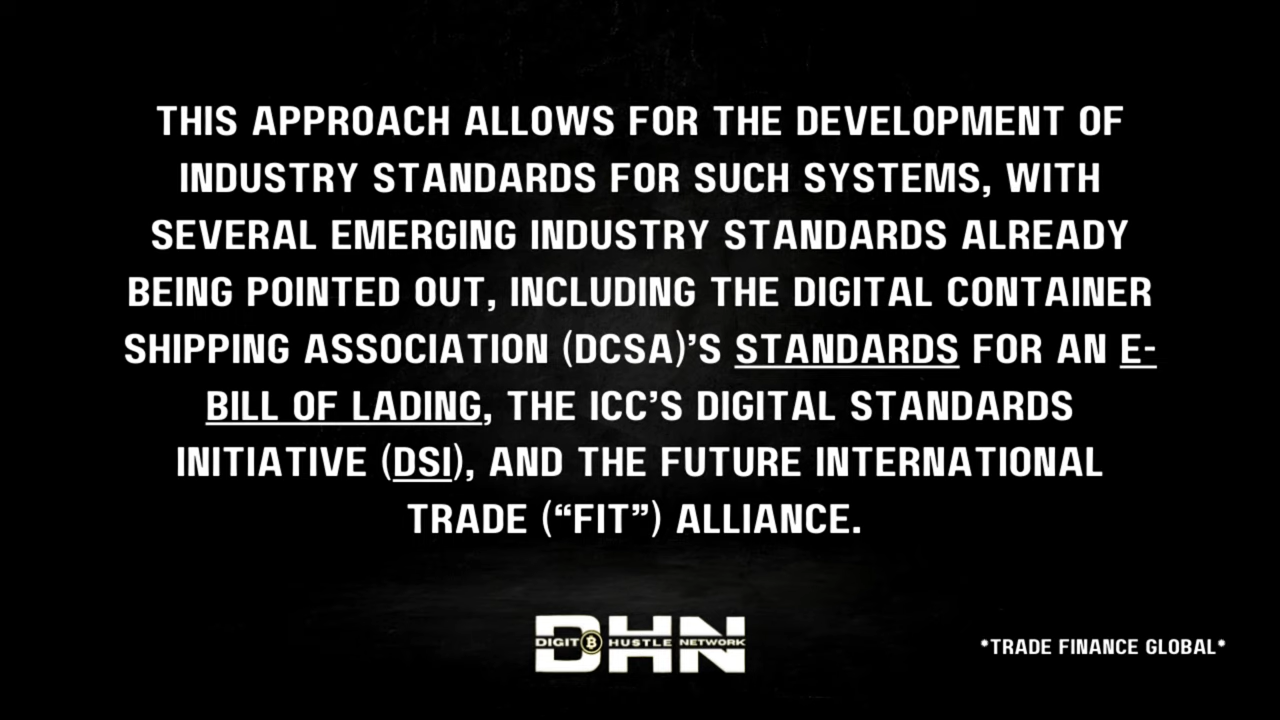 THIS APPROACH ALLOWS FOR THE DEVELOPMENT OF
INDUSTRY STANDARDS FOR SUCH SYSTEMS, WITH
SEVERAL EMERGING INDUSTRY STANDARDS ALREADY
BEING POINTED OUT, INCLUDING THE DIGITAL CONTAINER
SHIPPING ASSOCIATION (DCSA)’S STANDARDS FOR AN E-
BILL OF LADING, THE ICC’S DIGITAL STANDARDS
INITIATIVE (DSI), AND THE FUTURE INTERNATIONAL
TRADE (“FIT”) ALLIANCE.
DHN
DIGIT₿ HUSTLE NETWORK
*TRADE FINANCE GLOBAL*